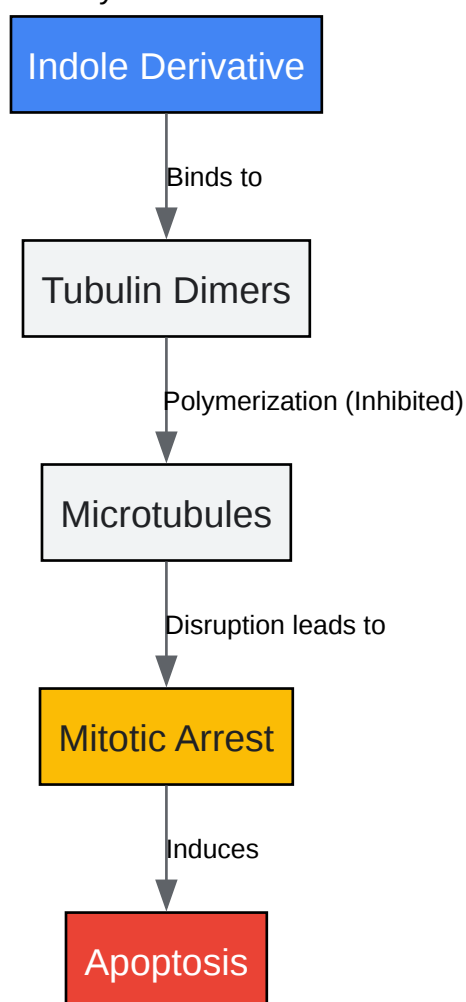 Indole Derivative
Binds to
Tubulin Dimers
Polymerization (Inhibited)
Microtubules
Disruption leads to
Mitotic Arrest
Induces
Apoptosis